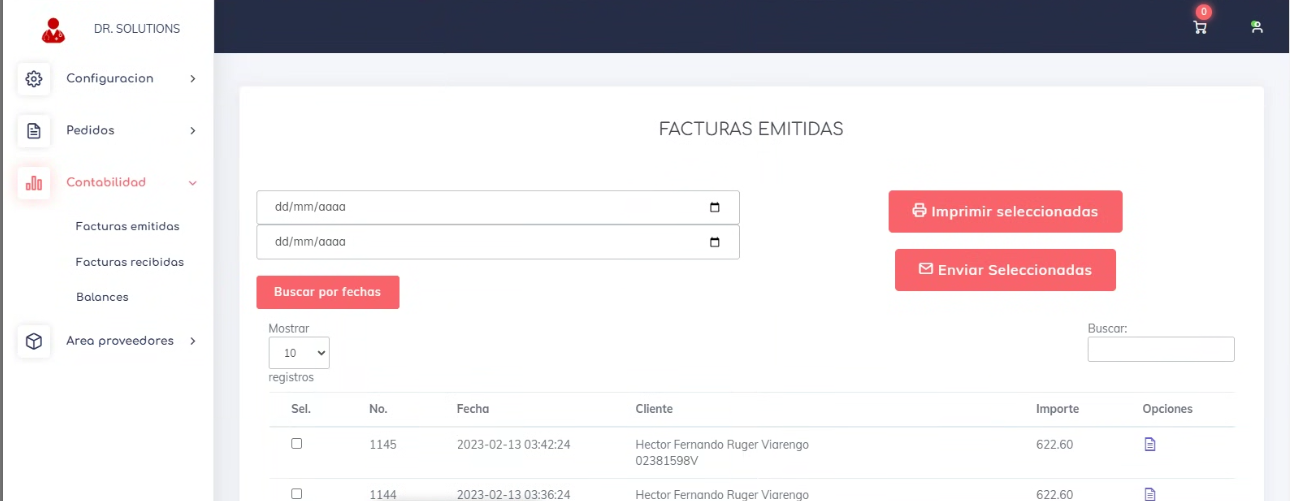 DR. SOLUTIONS
0
Configuracion
Pedidos
Contabilidad
Facturas emitidas
Facturas recibidas
Balances
Area proveedores
FACTURAS EMITIDAS
dd/mm/aaaa
dd/mm/aaaa
Buscar por fechas
Imprimir seleccionadas
Enviar Seleccionadas
Mostrar
10
registros
Buscar:
Sel. No. Fecha Cliente Importe Opciones
1145 2023-02-13 03:42:24 Hector Fernando Ruger Viarengo 622.60
02381598V
1144 2023-02-13 03:36:24 Hector Fernando Ruger Viarengo 622.60